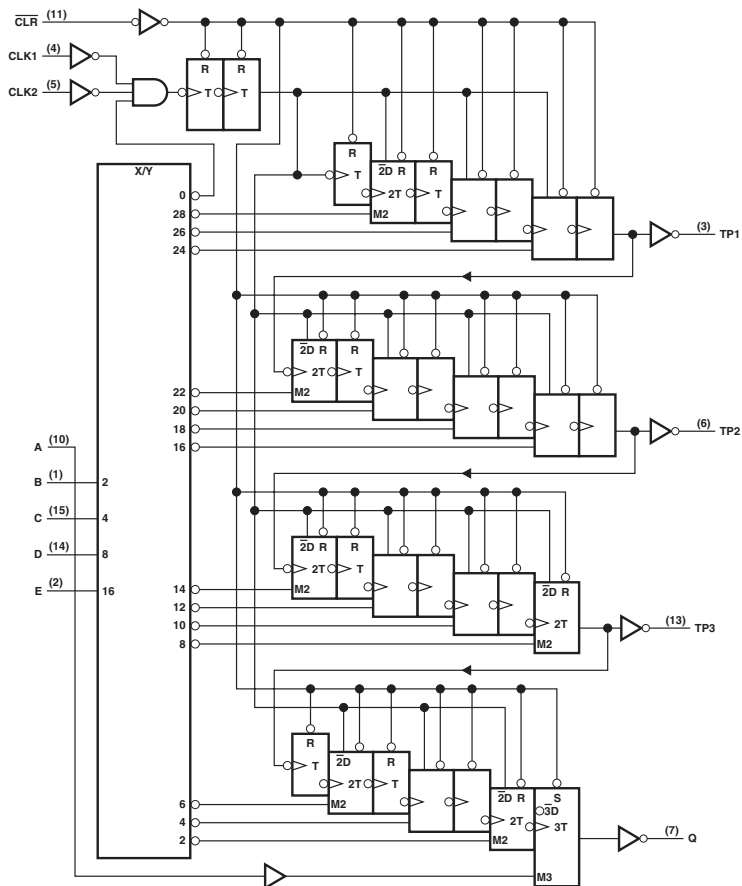 CLR (11)
CLK1 (4)
CLK2 (5)
R R
T T
X/Y
0
28
26
24
R
T
2D R R
2T T
M2
(3) TP1
2D R R
2T T
M2
22
20
18
16
(6) TP2
A (10)
B (1) 2
C (15) 4
D (14) 8
E (2) 16
2D R R
2T T
M2
14
12
10
8
2D R
2T
M2
(13) TP3
R
T
2D R
2T T
M2
6
4
2
2D R
2T
M2
S
3D
3T
M3
(7) Q